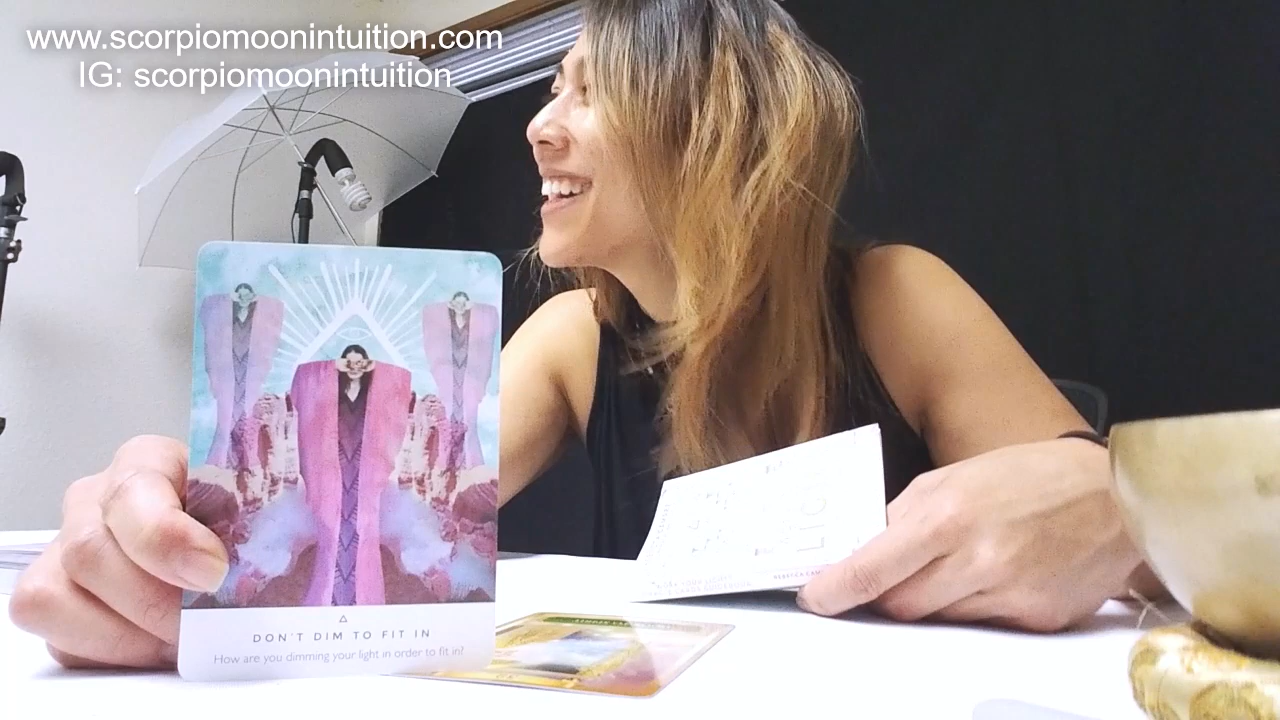 www.scorpiomoonintuition.com
IG: scorpiomoonintuition
DON'T DIM TO FIT IN
How are you dimming your light in order to fit in?